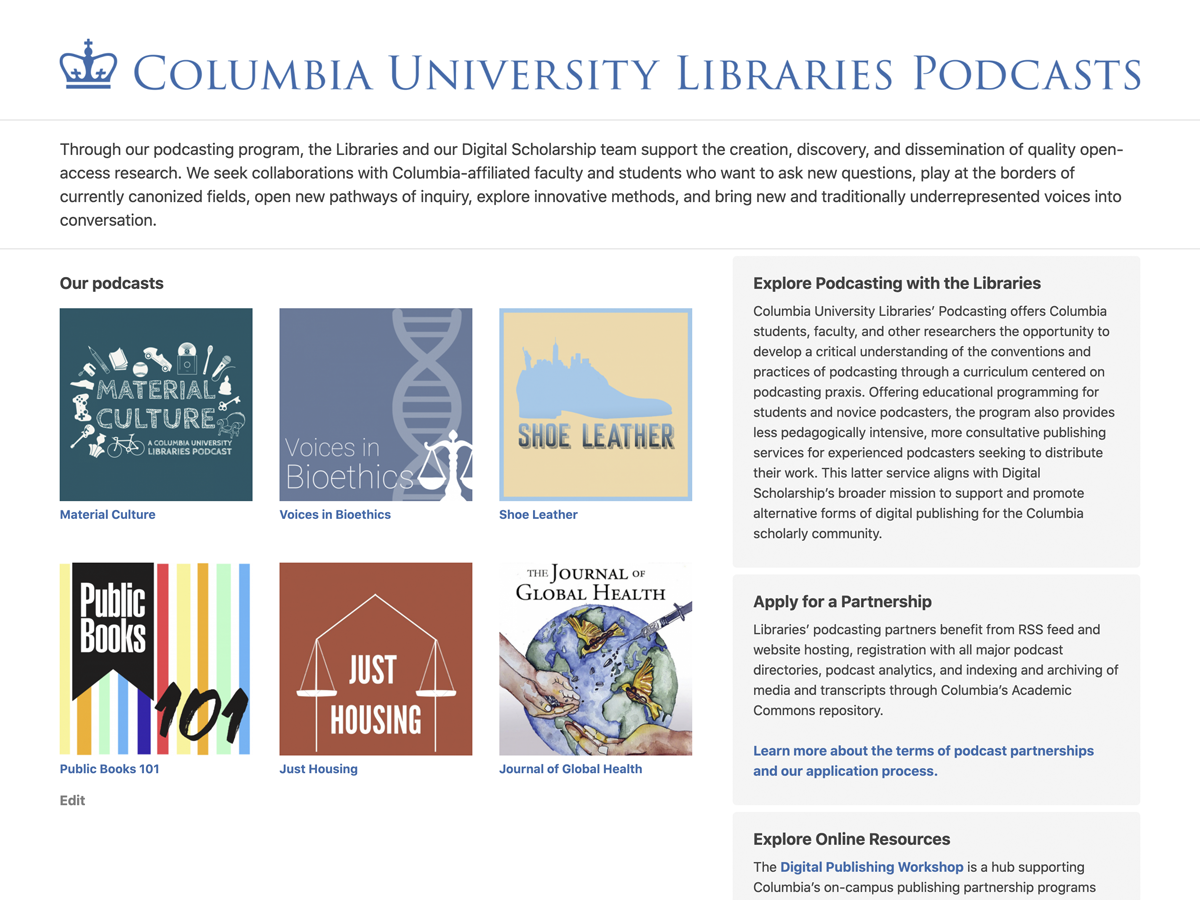 COLUMBIA UNIVERSITY LIBRARIES PODCASTS
Through our podcasting program, the Libraries and our Digital Scholarship team support the creation, discovery, and dissemination of quality open-
access research. We seek collaborations with Columbia-affiliated faculty and students who want to ask new questions, play at the borders of
currently canonized fields, open new pathways of inquiry, explore innovative methods, and bring new and traditionally underrepresented voices into
conversation.
Our podcasts
MATERIAL
CULTURE
A COLUMBIA UNIVERSITY
LIBRARIES PODCAST
Material Culture
Voices in
Bioethics
Voices in Bioethics
SHOE LEATHER
Shoe Leather
Public
Books
101
Public Books 101
JUST
HOUSING
Just Housing
THE JOURNAL OF
GLOBAL HEALTH
Journal of Global Health
Edit
Explore Podcasting with the Libraries
Columbia University Libraries’ Podcasting offers Columbia
students, faculty, and other researchers the opportunity to
develop a critical understanding of the conventions and
practices of podcasting through a curriculum centered on
podcasting praxis. Offering educational programming for
students and novice podcasters, the program also provides
less pedagogically intensive, more consultative publishing
services for experienced podcasters seeking to distribute
their work. This latter service aligns with Digital
Scholarship’s broader mission to support and promote
alternative forms of digital publishing for the Columbia
scholarly community.
Apply for a Partnership
Libraries’ podcasting partners benefit from RSS feed and
website hosting, registration with all major podcast
directories, podcast analytics, and indexing and archiving of
media and transcripts through Columbia’s Academic
Commons repository.
Learn more about the terms of podcast partnerships
and our application process.
Explore Online Resources
The Digital Publishing Workshop is a hub supporting
Columbia’s on-campus publishing partnership programs